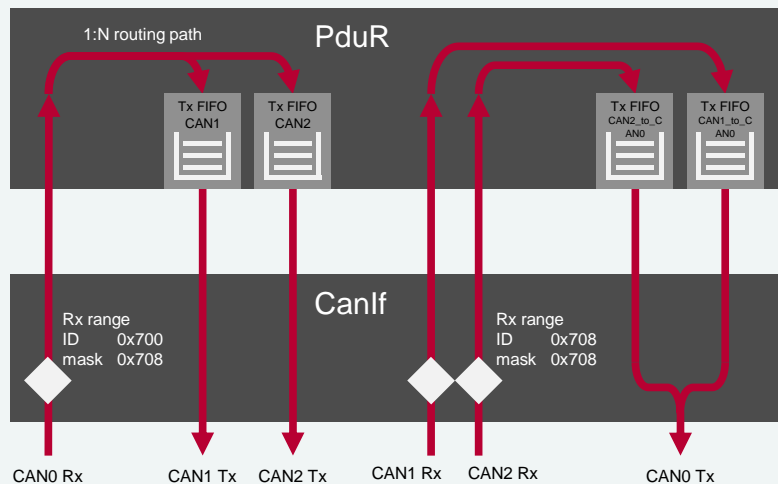 PduR
1:N routing path
Tx FIFO
CAN1
Tx FIFO
CAN2
Tx FIFO
CAN2_to_C
AN0
Tx FIFO
CAN1_to_C
AN0
CanIf
Rx range
ID 0x700
mask 0x708
Rx range
ID 0x708
mask 0x708
CAN0 Rx
CAN1 Tx
CAN2 Tx
CAN1 Rx
CAN2 Rx
CAN0 Tx